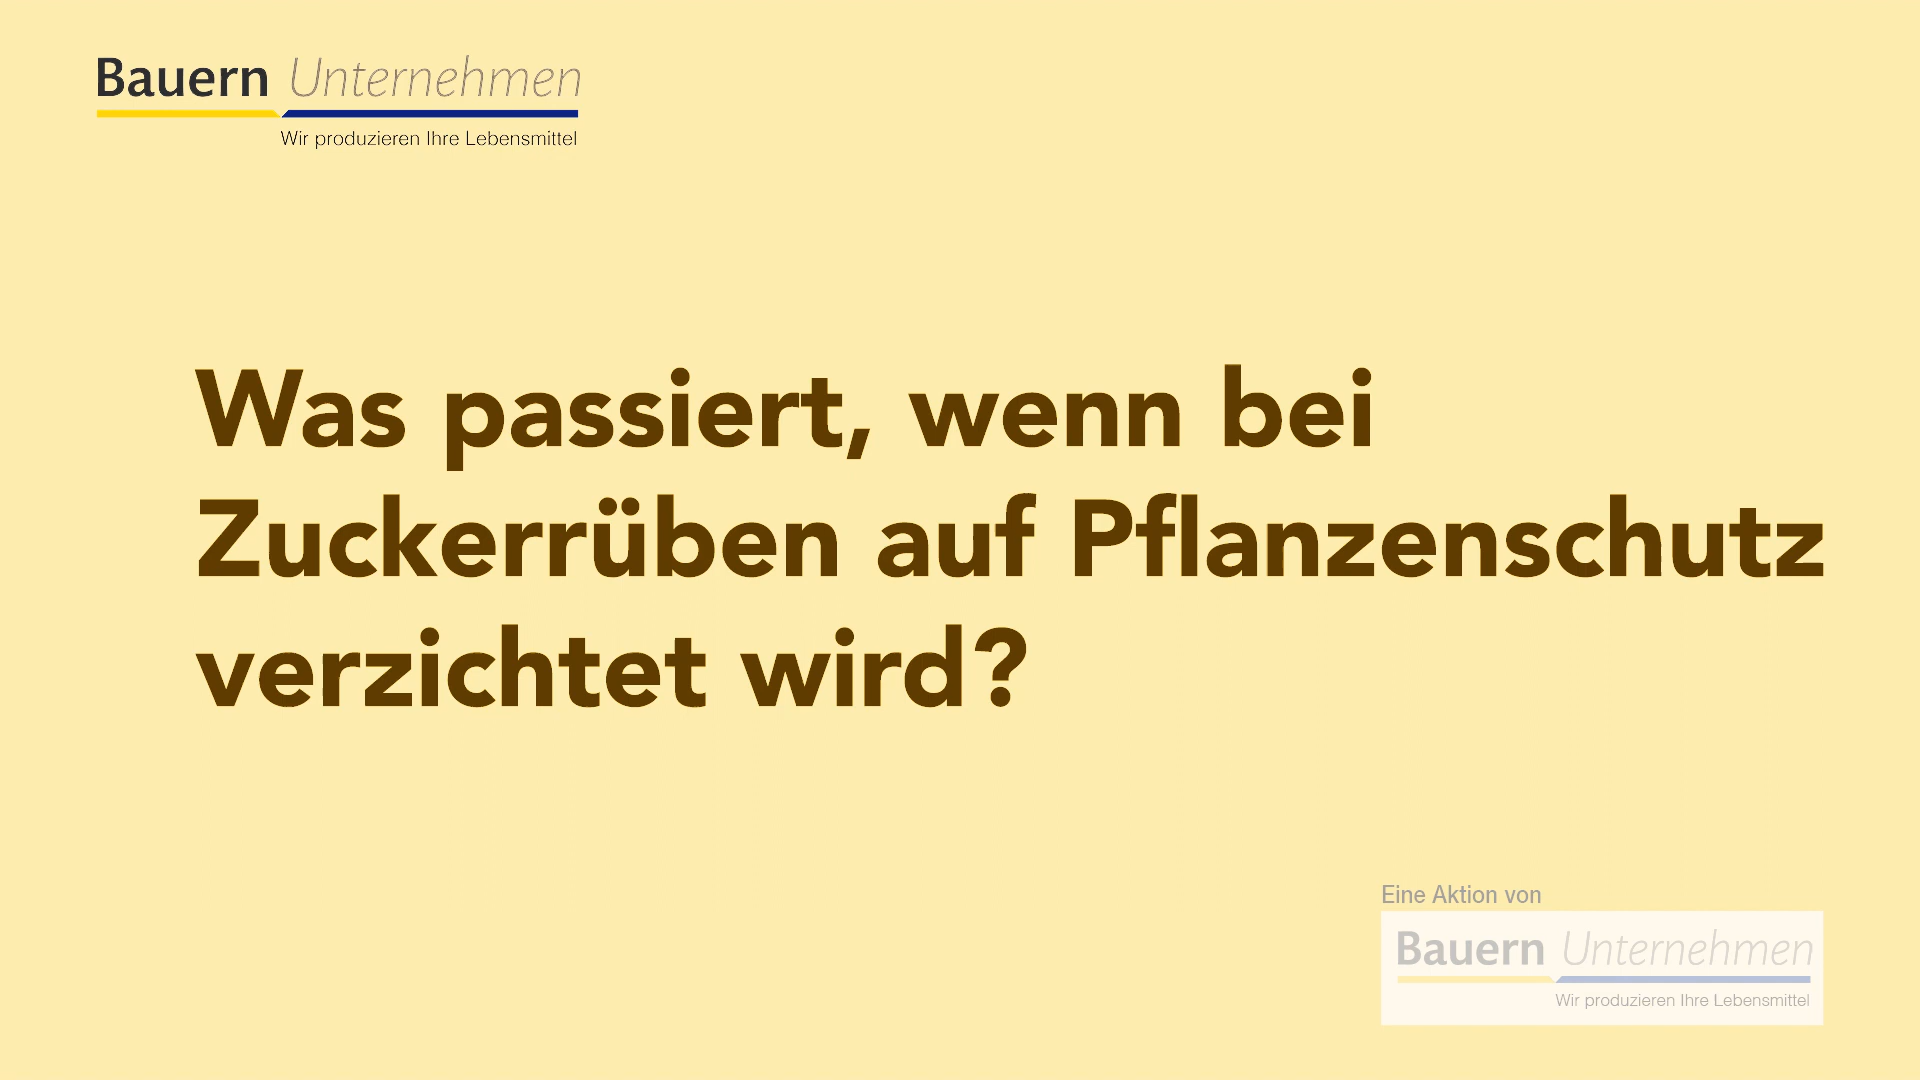 Bauern Unternehmen
Wir produzieren Ihre Lebensmittel
Was passiert, wenn bei
Zuckerrüben auf Pflanzenschutz
verzichtet wird?
Eine Aktion von
Bauern Unternehmen
Wir produzieren Ihre Lebensmittel